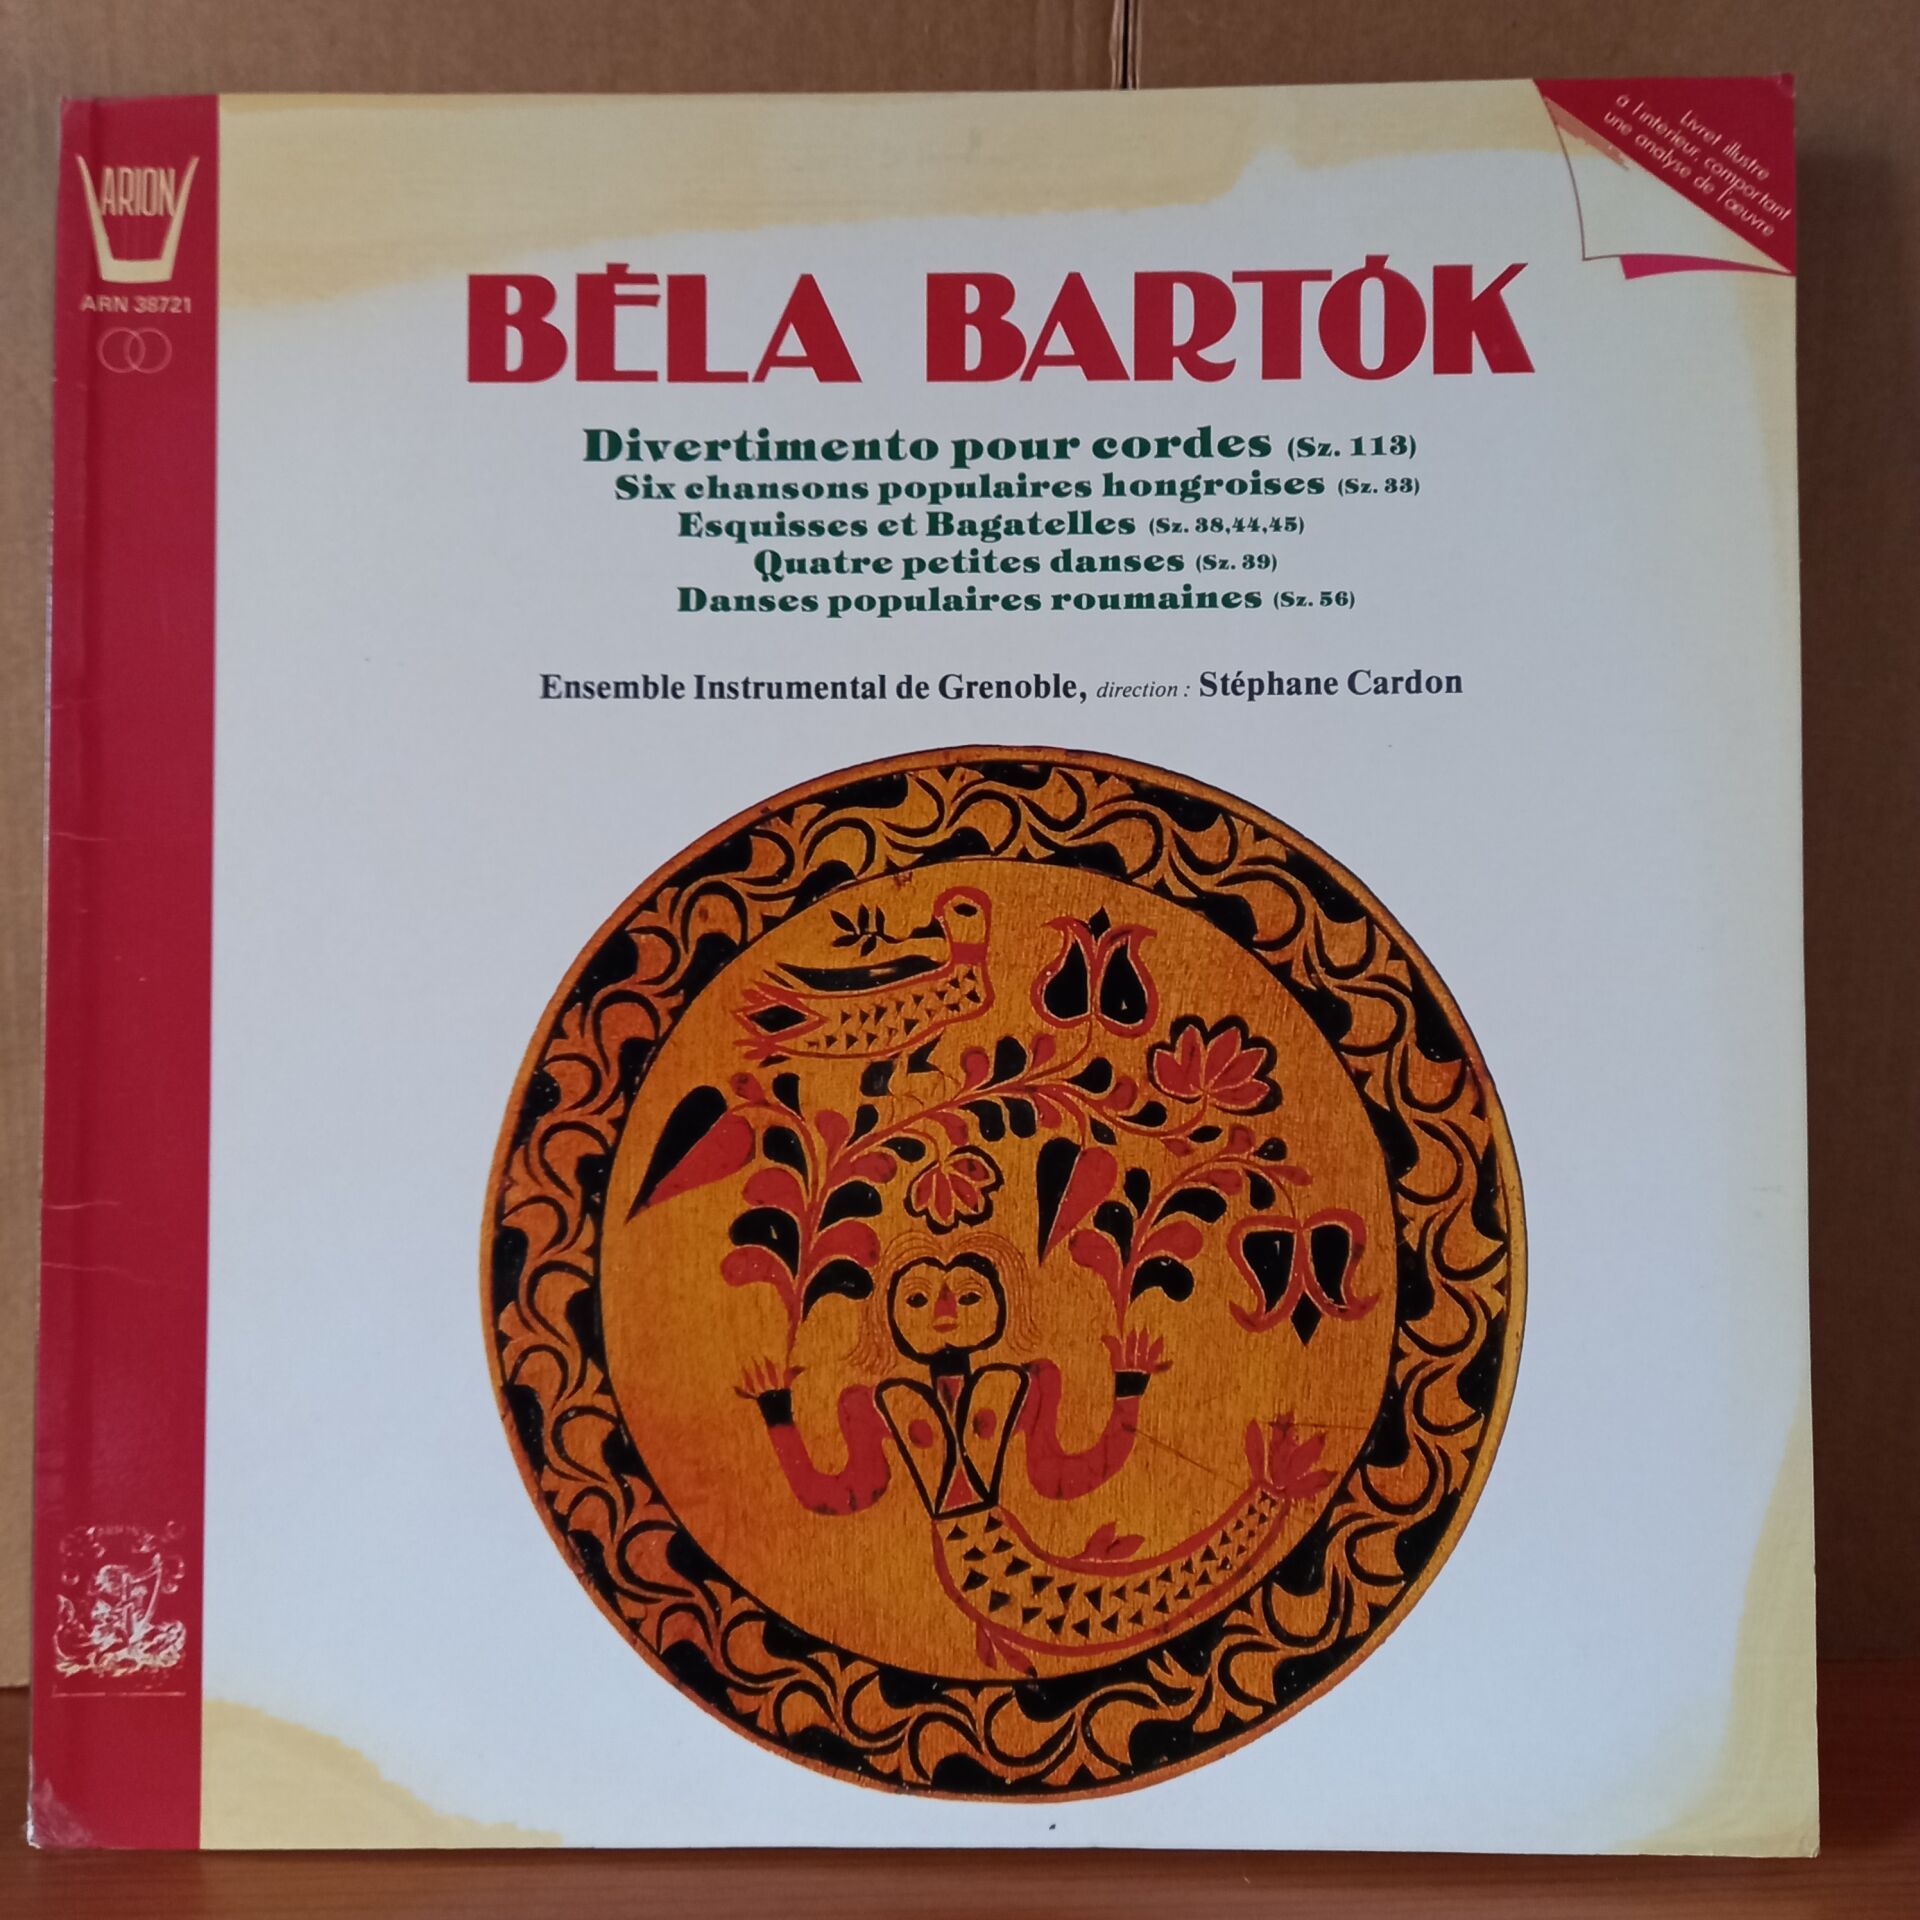 ARION
ARN 38721
Livret illustré
à l'intérieur, comportant
une analyse de l'œuvre
BÉLA BARTÓK
Divertimento pour cordes (Sz. 113)
Six chansons populaires hongroises (Sz. 33)
Esquisses et Bagatelles (Sz. 38,44,45)
Quatre petites danses (Sz. 39)
Danses populaires roumaines (Sz. 56)
Ensemble Instrumental de Grenoble, direction : Stéphane Cardon